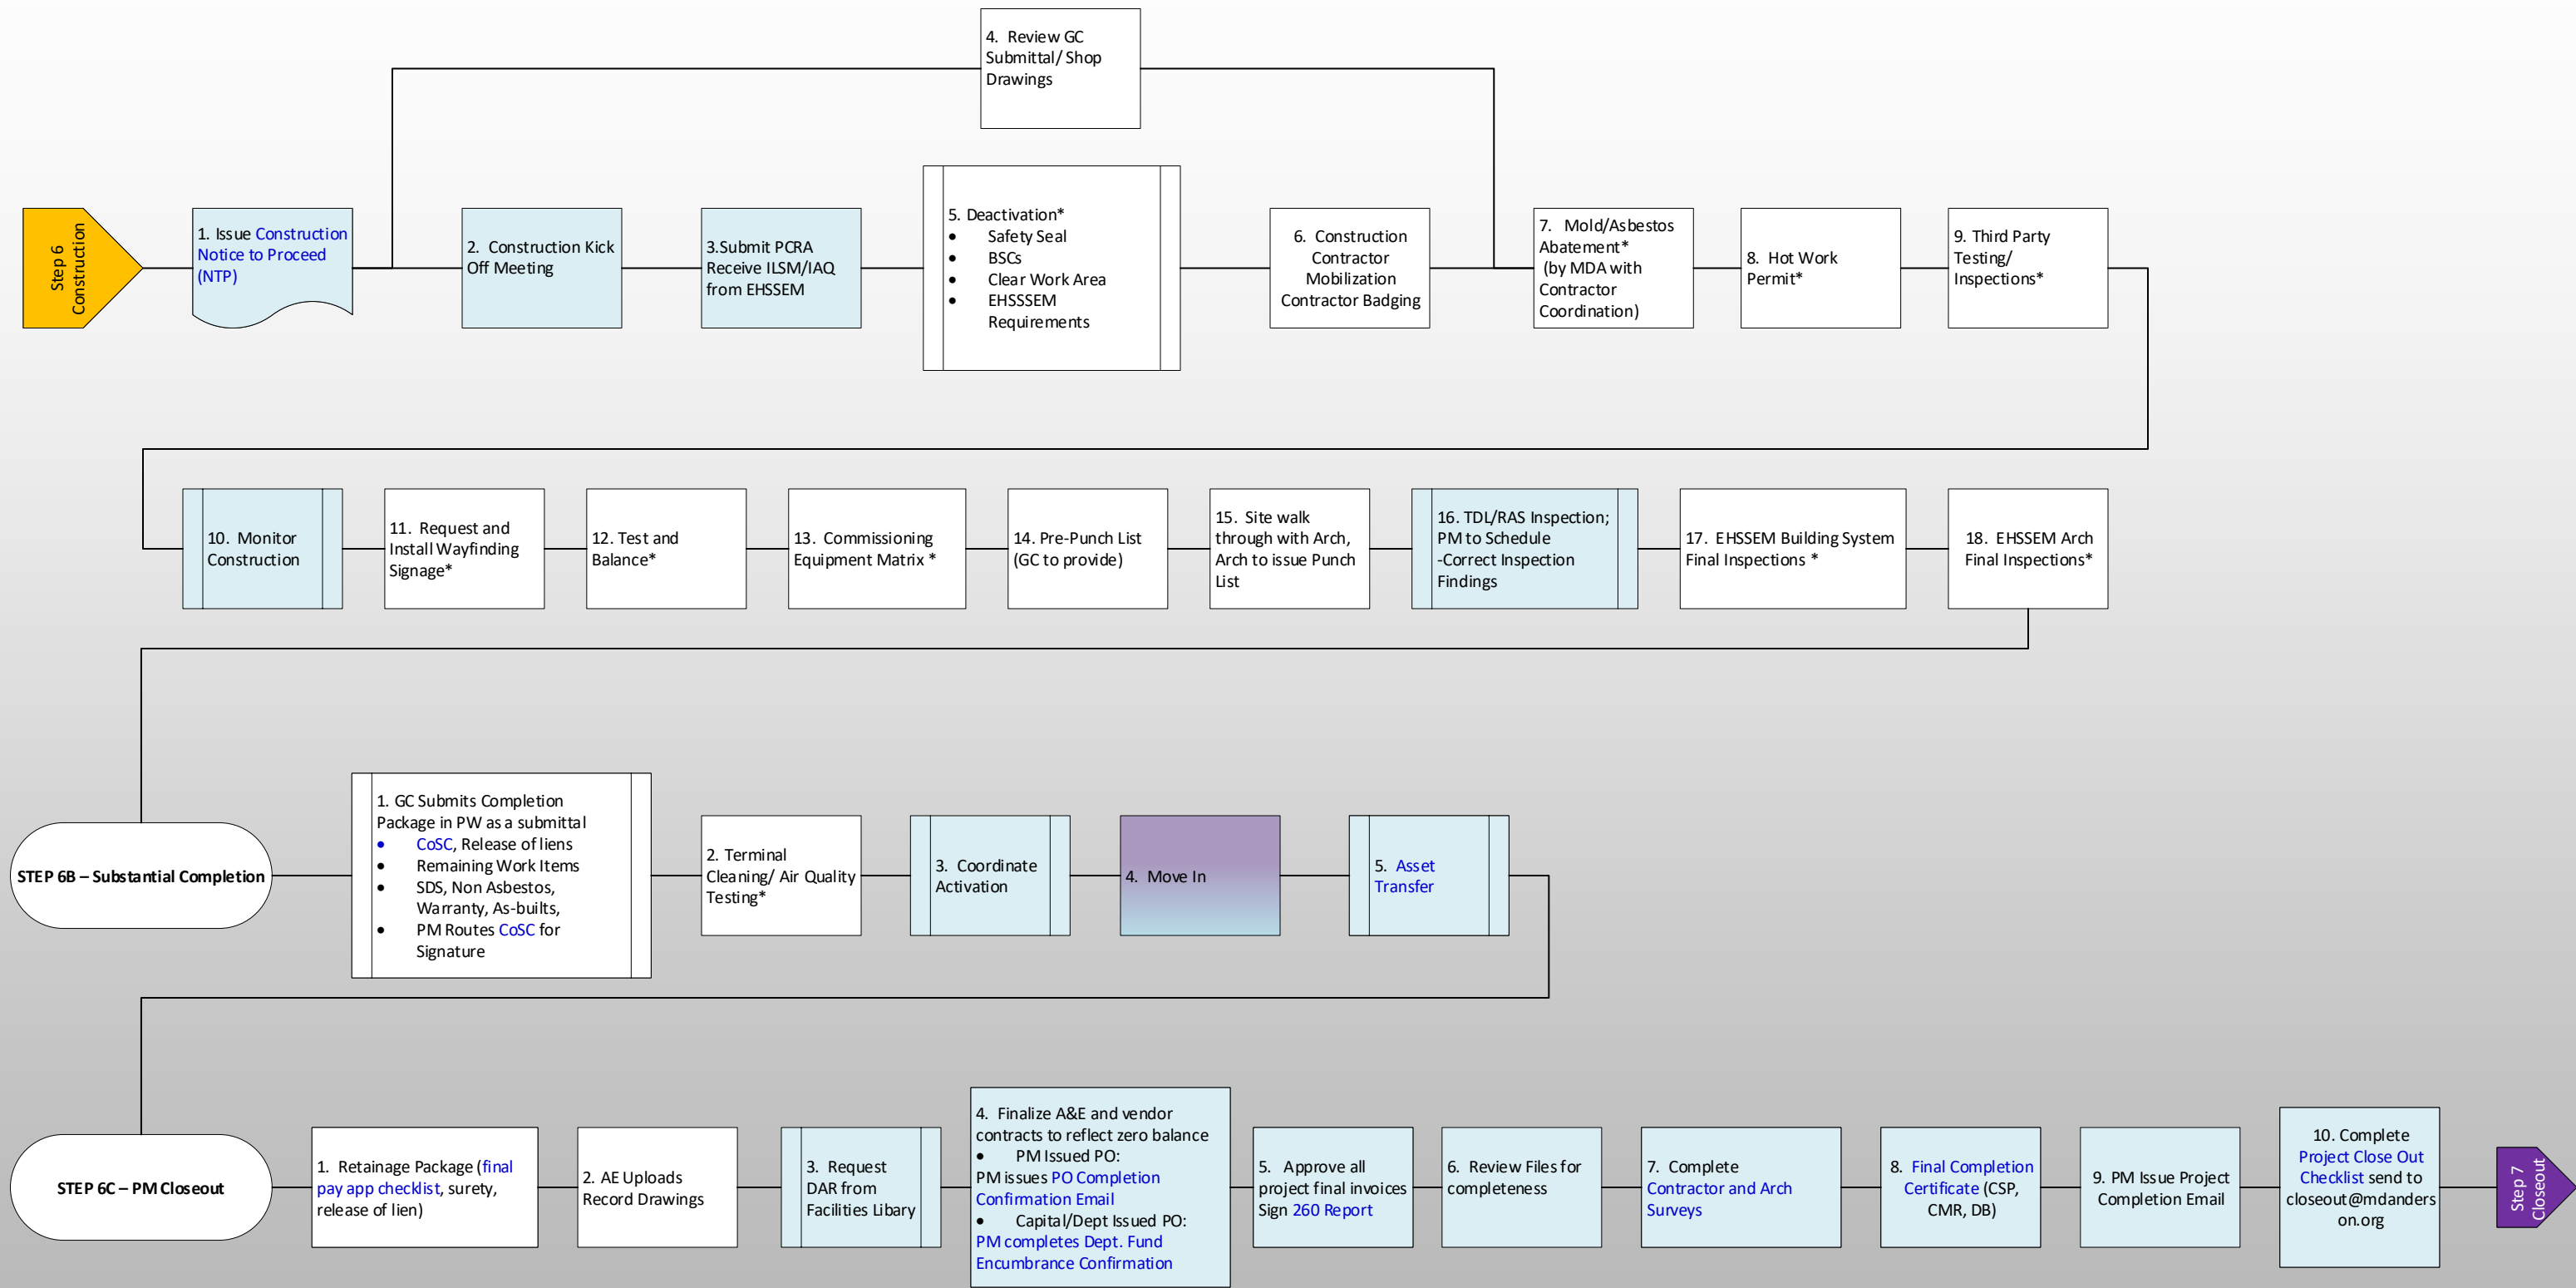 4. Review GC
Submittal/ Shop
Drawings
Step 6
Construction
1. Issue Construction
Notice to Proceed
(NTP)
2. Construction Kick
Off Meeting
3.Submit PCRA
Receive ILSM/IAQ
from EHSSEM
5. Deactivation*
• Safety Seal
• BSCs
• Clear Work Area
• EHSSSEM
Requirements
6. Construction
Contractor
Mobilization
Contractor Badging
7. Mold/Asbestos
Abatement*
(by MDA with
Contractor
Coordination)
8. Hot Work
Permit*
9. Third Party
Testing/
Inspections*
10. Monitor
Construction
11. Request and
Install Wayfinding
Signage*
12. Test and
Balance*
13. Commissioning
Equipment Matrix *
14. Pre-Punch List
(GC to provide)
15. Site walk
through with Arch,
Arch to issue Punch
List
16. TDL/RAS Inspection;
PM to Schedule
-Correct Inspection
Findings
17. EHSSEM Building System
Final Inspections *
18. EHSSEM Arch
Final Inspections*
STEP 6B – Substantial Completion
1. GC Submits Completion
Package in PW as a submittal
• CoSC, Release of liens
• Remaining Work Items
• SDS, Non Asbestos,
Warranty, As-builts,
• PM Routes CoSC for
Signature
2. Terminal
Cleaning/ Air Quality
Testing*
3. Coordinate
Activation
4. Move In
5. Asset
Transfer
STEP 6C – PM Closeout
1. Retainage Package (final
pay app checklist, surety,
release of lien)
2. AE Uploads
Record Drawings
3. Request
DAR from
Facilities Libary
4. Finalize A&E and vendor
contracts to reflect zero balance
• PM Issued PO:
PM issues PO Completion
Confirmation Email
• Capital/Dept Issued PO:
PM completes Dept. Fund
Encumbrance Confirmation
5. Approve all
project final invoices
Sign 260 Report
6. Review Files for
completeness
7. Complete
Contractor and Arch
Surveys
8. Final Completion
Certificate (CSP,
CMR, DB)
9. PM Issue Project
Completion Email
10. Complete
Project Close Out
Checklist send to
closeout@mdanders
on.org
Step 7
Closeout